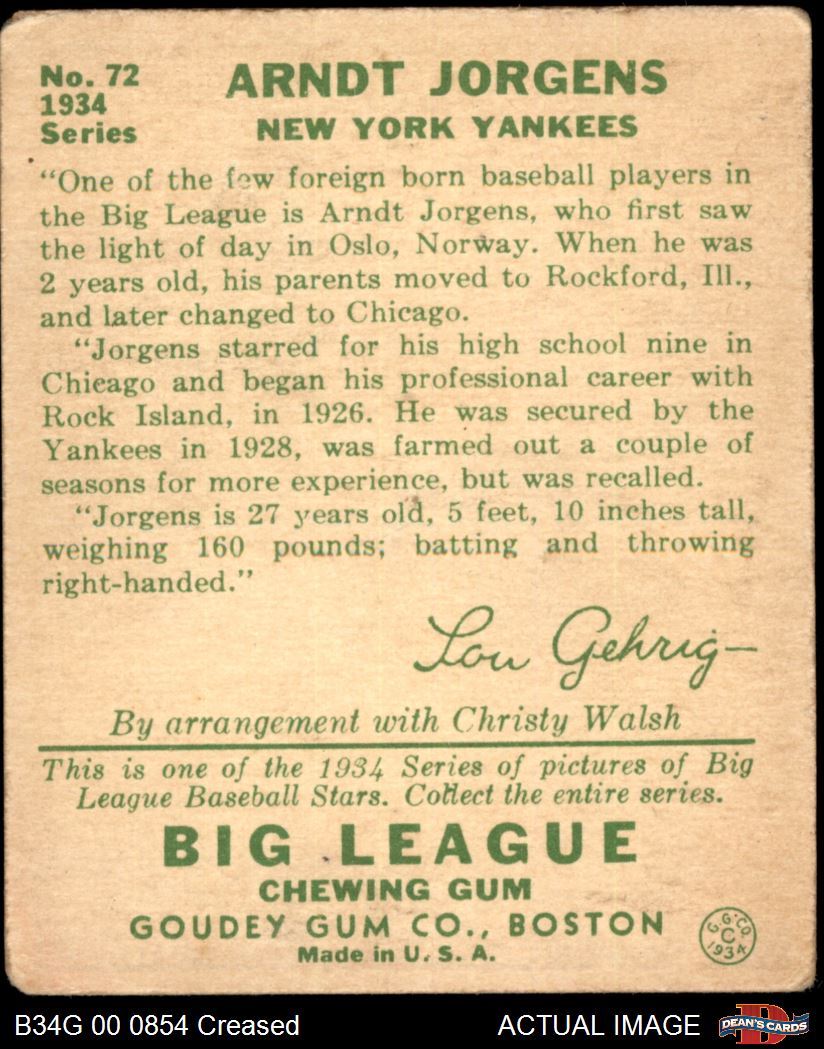 No. 72
1934
Series
ARNDT JORGENS
NEW YORK YANKEES
"One of the few foreign born baseball players in
the Big League is Arndt Jorgens, who first saw
the light of day in Oslo, Norway. When he was
2 years old, his parents moved to Rockford, Ill.,
and later changed to Chicago.
"Jorgens starred for his high school nine in
Chicago and began his professional career with
Rock Island, in 1926. He was secured by the
Yankees in 1928, was farmed out a couple of
seasons for more experience, but was recalled.
"Jorgens is 27 years old, 5 feet, 10 inches tall,
weighing 160 pounds; batting and throwing
right-handed."
Lou Gehrig
By arrangement with Christy Walsh
This is one of the 1934 Series of pictures of Big
League Baseball Stars. Collect the entire series.
BIG LEAGUE
CHEWING GUM
GOUDEY GUM CO., BOSTON
Made in U. S. A.
G. G. CO.
C
1934
B34G 00 0854 Creased
ACTUAL IMAGE
D
DEAN'S CARDS